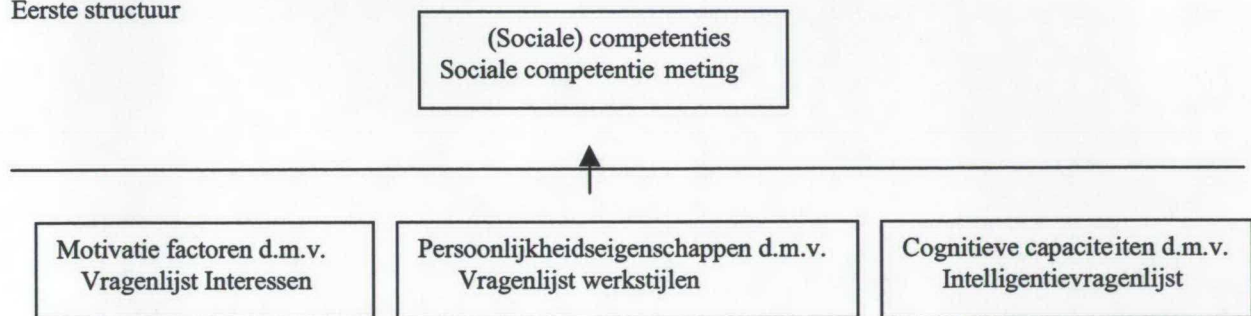 Eerste structuur
(Sociale) competenties
Sociale competentie meting
Motivatie factoren d.m.v.
Vragenlijst Interessen
Persoonlijkheidseigenschappen d.m.v.
Vragenlijst werkstijlen
Cognitieve capaciteiten d.m.v.
Intelligentievragenlijst